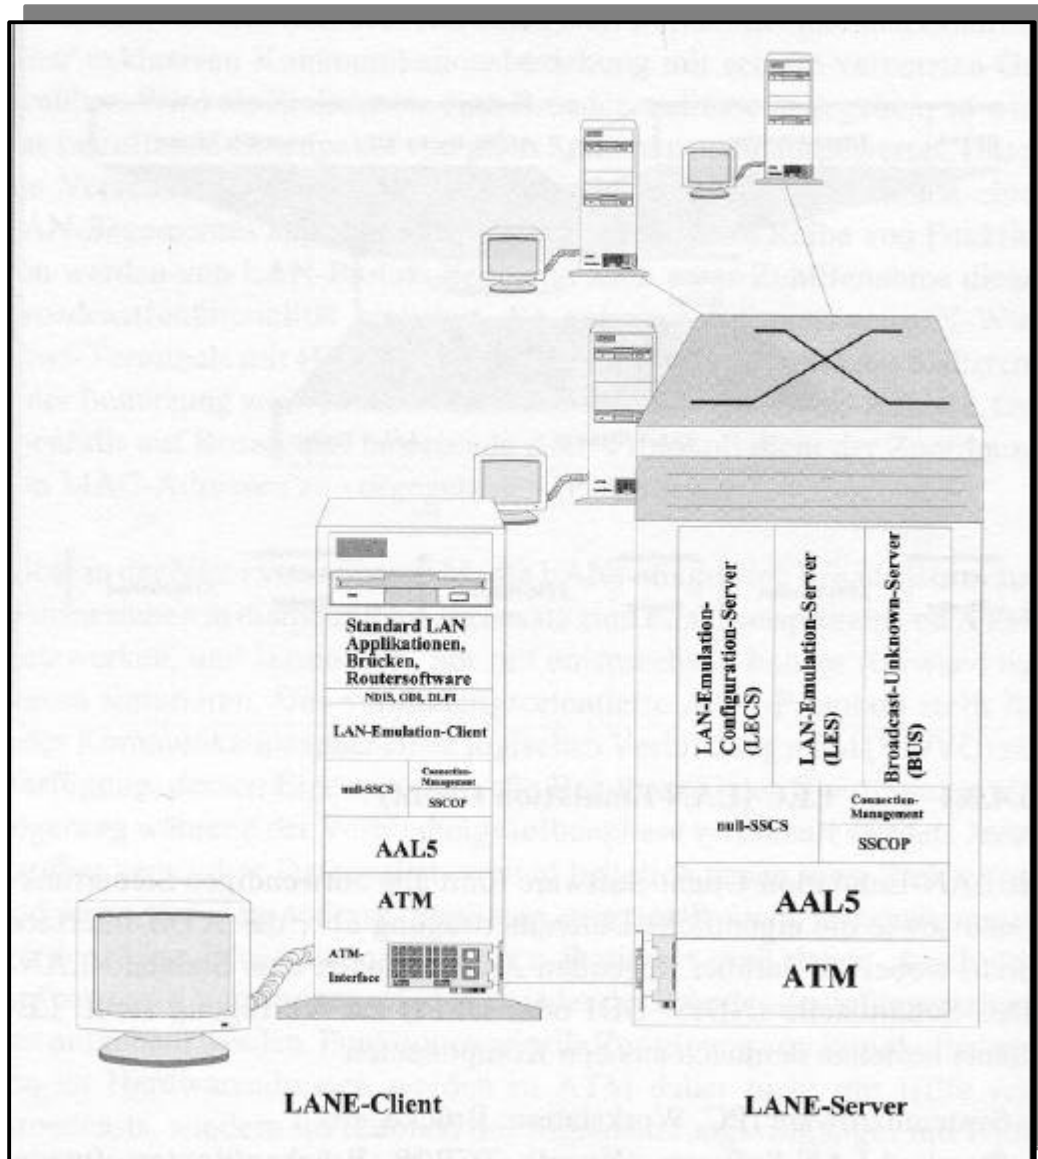 Standard LAN
Applikationen,
Brücken,
Routersoftware
NDIS, ODI, DLPI
LAN-Emulation-Client
Connection-
Management
null-SSCS
SSCOP
AAL5
ATM
ATM-
Interface
LANE-Client
LAN-Emulation-
Configuration-Server
(LECS)
LAN-Emulation-Server
(LES)
Broadcast-Unknown-Server
(BUS)
Connection-
Management
null-SSCS
SSCOP
AAL5
ATM
LANE-Server